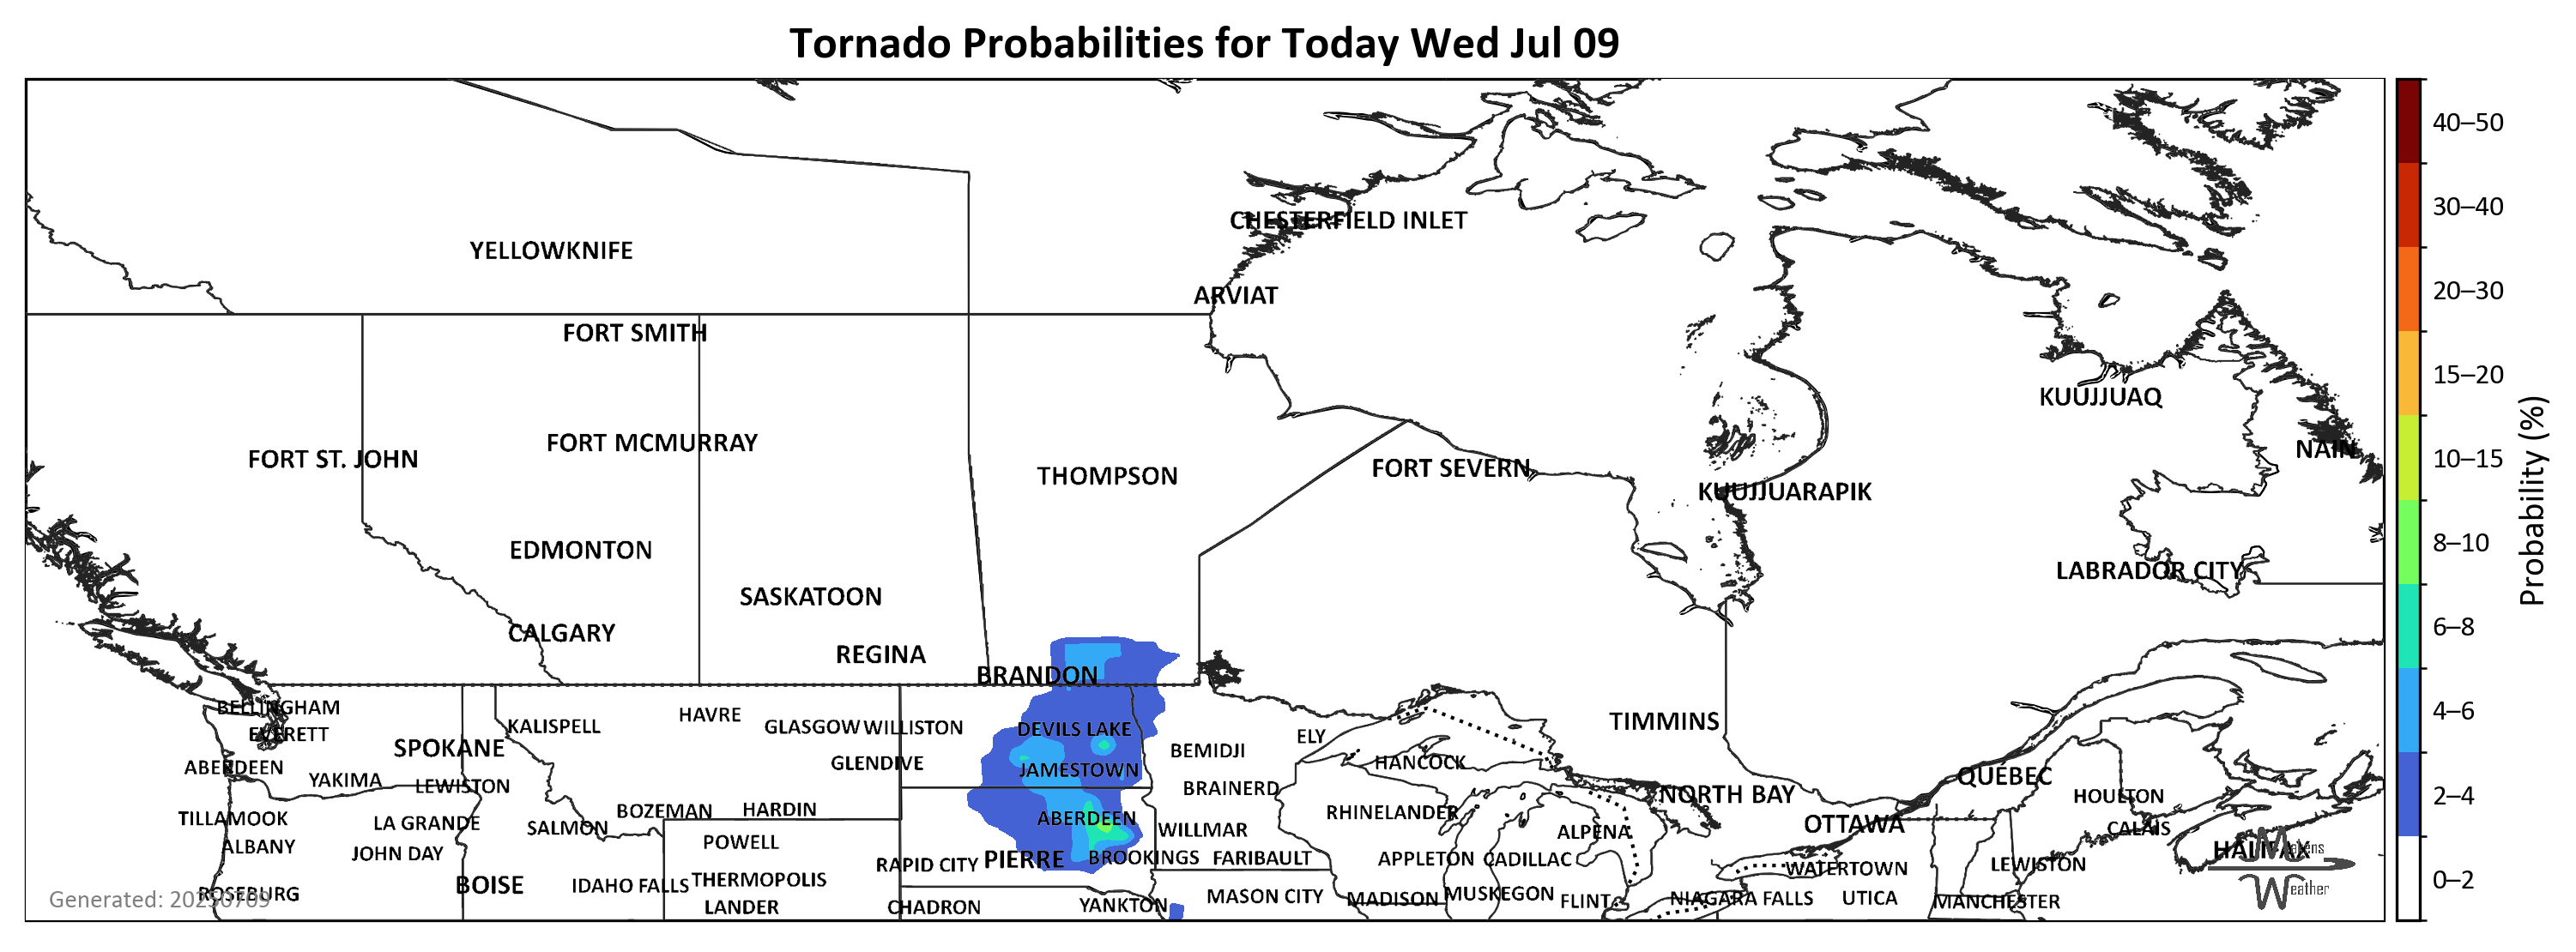 Tornado Probabilities for Today Wed Jul 09
40–50
30–40
CHESTERFIELD INLET
YELLOWKNIFE
20–30
ARVIAT
FORT SMITH
15–20
KUUJJUAQ
FORT MCMURRAY
NAIN
10–15
FORT ST. JOHN
FORT SEVERN
THOMPSON
KUUJJUARAPIK
Probability (%)
8–10
EDMONTON
LABRADOR CITY
SASKATOON
6–8
CALGARY
REGINA
BRANDON
BELLINGHAM
HAVRE
4–6
KALISPELL
GLASGOW WILLISTON
DEVILS LAKE
TIMMINS
EVERETT
ELY
SPOKANE
BEMIDJI
ABERDEEN
GLENDIVE
JAMESTOWN
HANCOCK
QUÉBEC
YAKIMA
LEWISTON
BRAINERD
NORTH BAY
HOULTON
2–4
BOZEMAN
HARDIN
RHINELANDER
TILLAMOOK
LA GRANDE
SALMON
ABERDEEN
WILLMAR
ALPENA
OTTAWA
CALAIS
ALBANY
JOHN DAY
POWELL
RAPID CITY
PIERRE
BROOKINGS
FARIBAULT
APPLETON
CADILLAC
WATERTOWN
LEWISTON
HALIFAX
Mapens
Weather
BOISE
IDAHO FALLS
THERMOPOLIS
0–2
ROSEBURG
Generated: 20250709
LANDER
CHADRON
YANKTON
MASON CITY
MADISON
MUSKEGON
FLINT
NIAGARA FALLS
UTICA
MANCHESTER